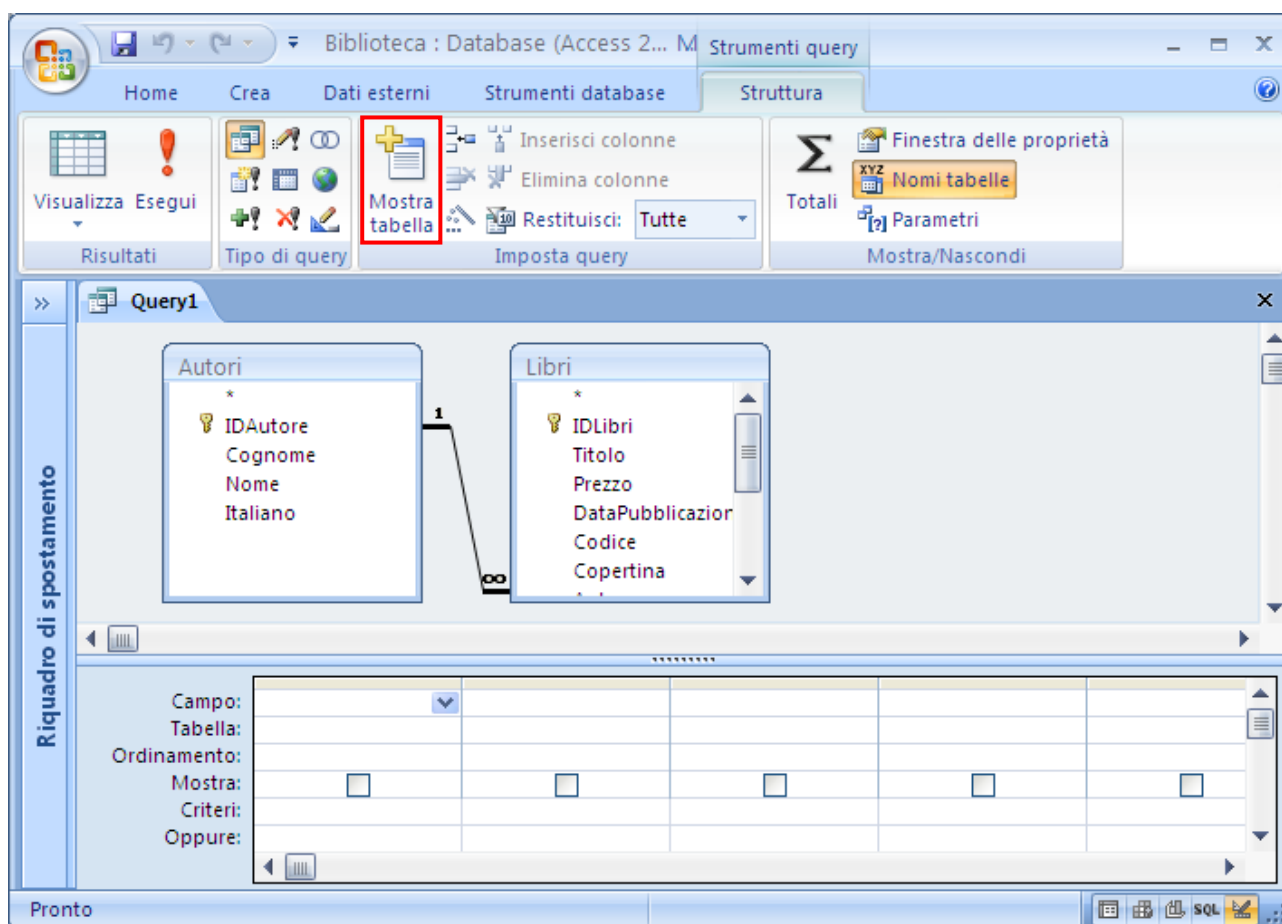 Biblioteca : Database (Access 2... M
Strumenti query
Home Crea Dati esterni Strumenti database Struttura
Visualizza Esegui
Risultati
Tipo di query
Mostra
tabella
Inserisci colonne
Elimina colonne
Restituisci: Tutte
Imposta query
Totali
Finestra delle proprietà
Nomi tabelle
Parametri
Mostra/Nascondi
Riquadro di spostamento
Query1
Autori
*
IDAutore
Cognome
Nome
Italiano
1
∞
Libri
*
IDLibri
Titolo
Prezzo
DataPubblicazion
Codice
Copertina
Campo:
Tabella:
Ordinamento:
Mostra:
Criteri:
Oppure:
Pronto
SQL